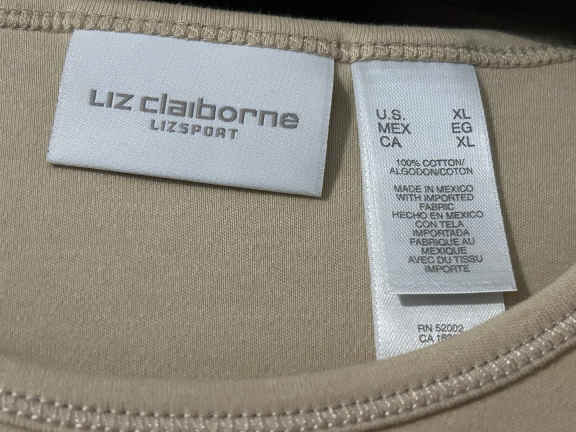 LIZ claiborne
LIZSPORT
U.S. XL
MEX EG
CA XL
100% COTTON/
ALGODON/COTON
MADE IN MEXICO
WITH IMPORTED
FABRIC
HECHO EN MEXICO
CON TELA
IMPORTADA
FABRIQUE AU
MEXIQUE
AVEC DU TISSU
IMPORTE
RN 52002
CA